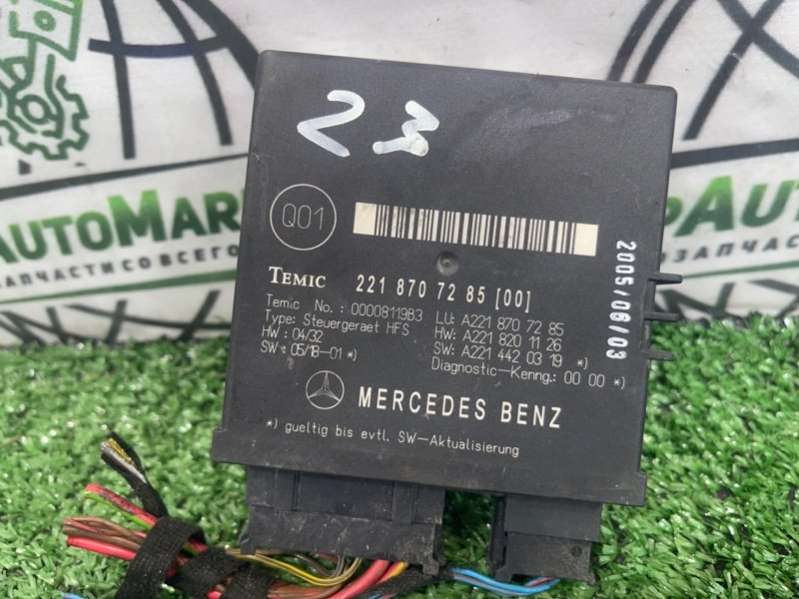 23
Q01
TEMIC 221 870 72 85 [00]
Temic No.: 0000811983
Type: Steuergeraet HFS
HW: 04/32
SW: 05/18-01 *)
LU: A221 870 72 85
HW: A221 820 11 26
SW: A221 442 03 19 *)
Diagnostic-Kenng.: 00 00 *)
MERCEDES BENZ
*) gueltig bis evtl. SW-Aktualisierung
2005/06/03
AUTOMAR
ЗАПЧАСТИ СО ВСЕГО